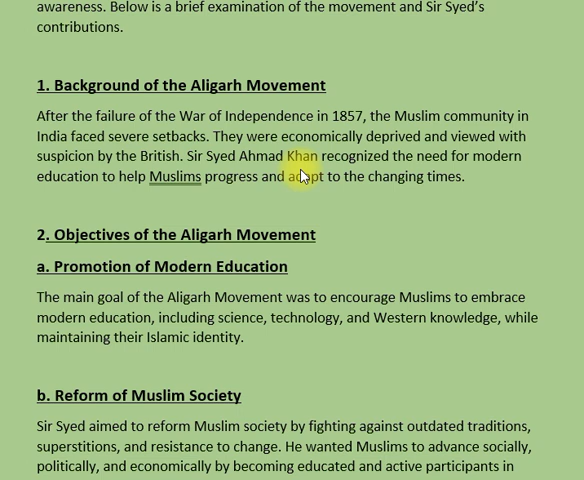 awareness. Below is a brief examination of the movement and Sir Syed's
contributions.
1. Background of the Aligarh Movement
After the failure of the War of Independence in 1857, the Muslim community in
India faced severe setbacks. They were economically deprived and viewed with
suspicion by the British. Sir Syed Ahmad Khan recognized the need for modern
education to help Muslims progress and adapt to the changing times.
2. Objectives of the Aligarh Movement
a. Promotion of Modern Education
The main goal of the Aligarh Movement was to encourage Muslims to embrace
modern education, including science, technology, and Western knowledge, while
maintaining their Islamic identity.
b. Reform of Muslim Society
Sir Syed aimed to reform Muslim society by fighting against outdated traditions,
superstitions, and resistance to change. He wanted Muslims to advance socially,
politically, and economically by becoming educated and active participants in